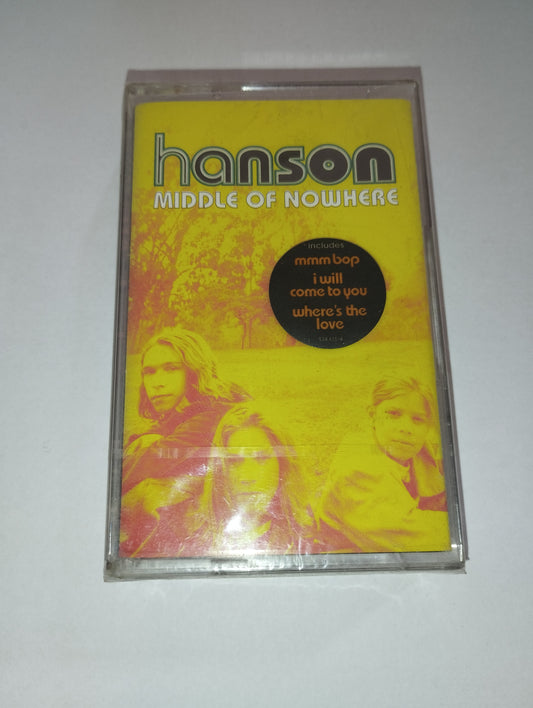 hanson
MIDDLE OF NOWHERE
includes
mmm bop
i will
come to you
where's the
love